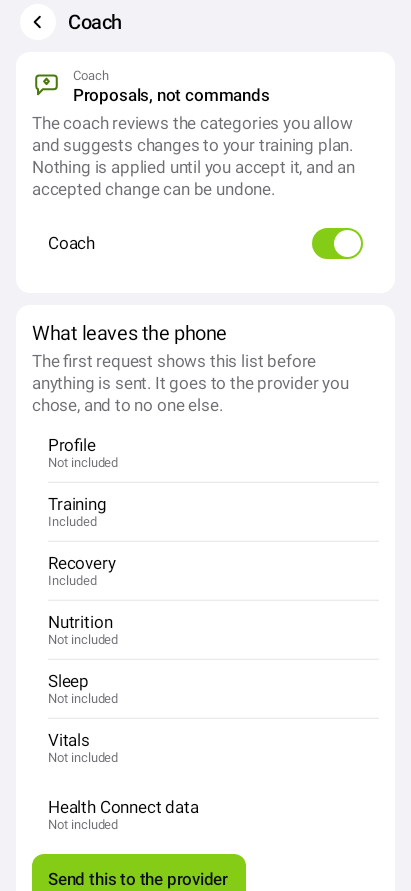 Coach
Coach
Proposals, not commands
The coach reviews the categories you allow
and suggests changes to your training plan.
Nothing is applied until you accept it, and an
accepted change can be undone.
Coach
What leaves the phone
The first request shows this list before
anything is sent. It goes to the provider you
chose, and to no one else.
Profile
Not included
Training
Included
Recovery
Included
Nutrition
Not included
Sleep
Not included
Vitals
Not included
Health Connect data
Not included
Send this to the provider